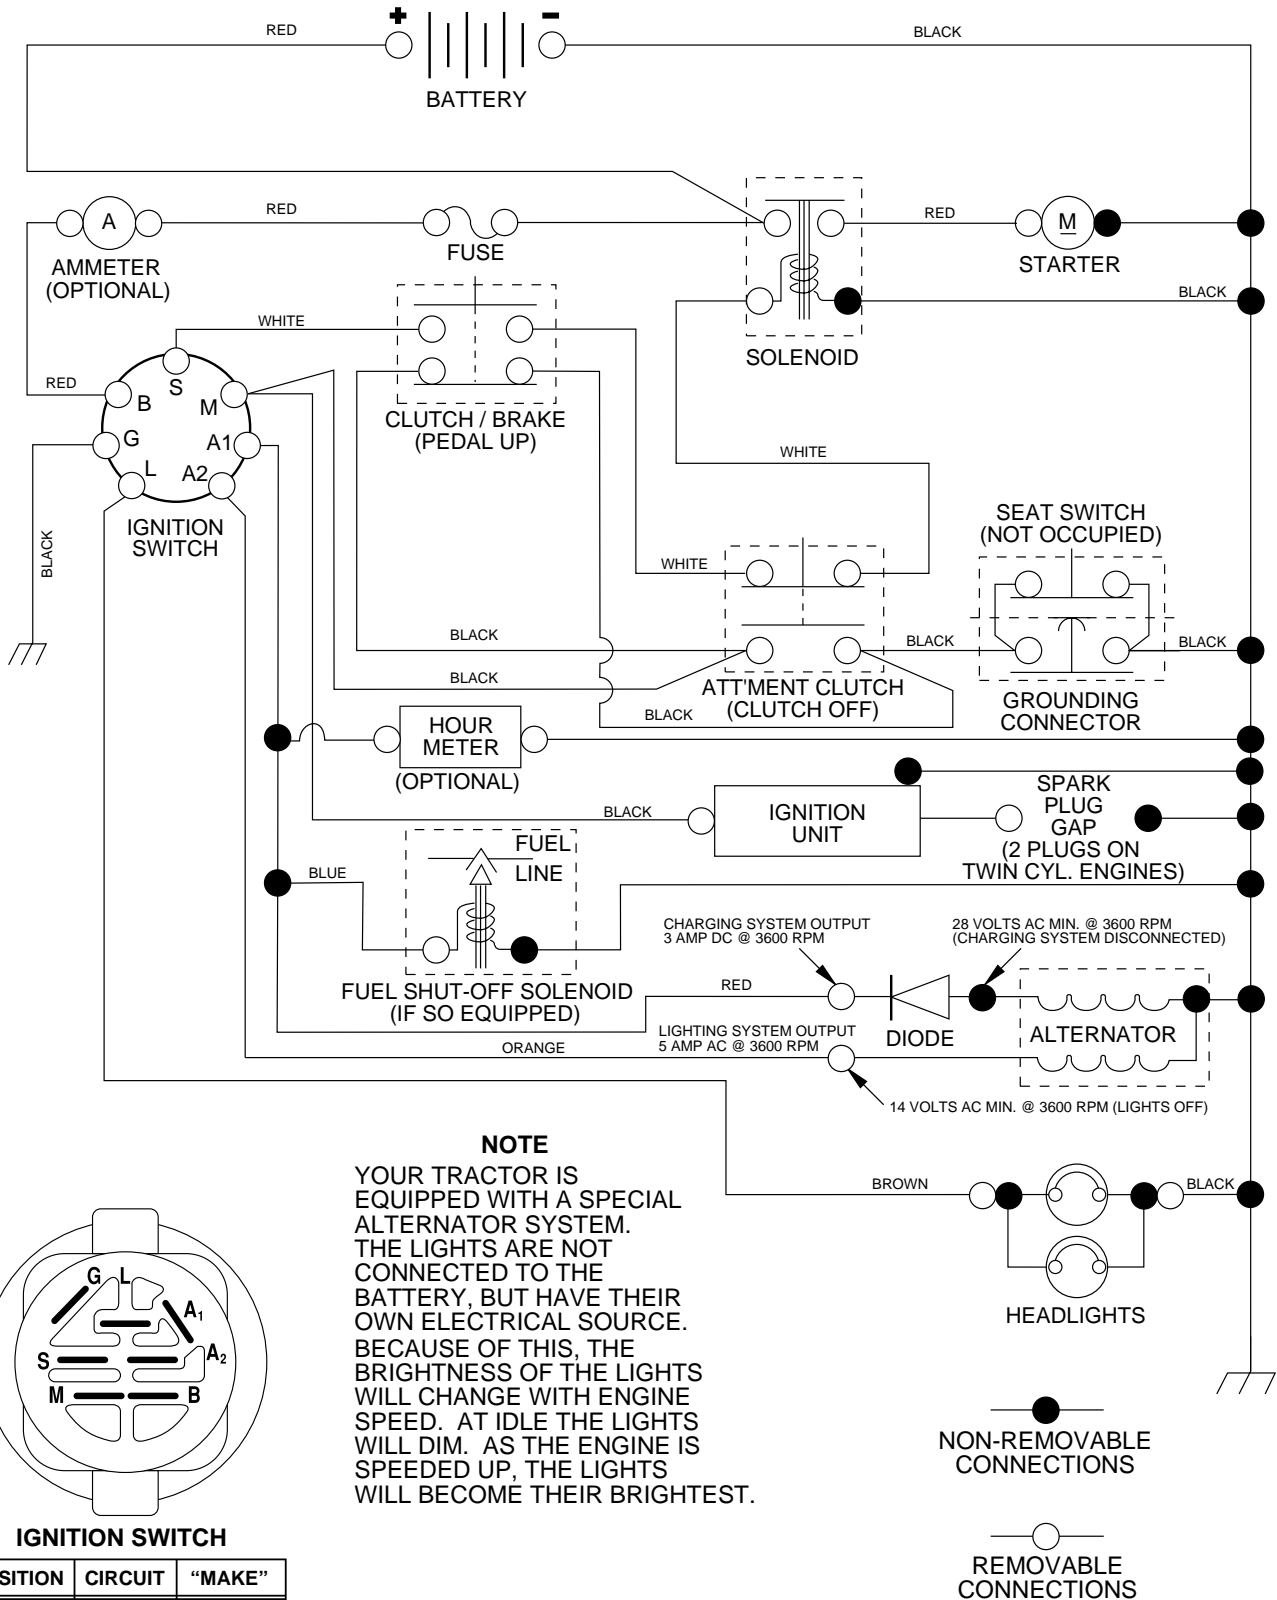 +
−
RED
BLACK
BATTERY
RED
RED
A
M
FUSE
STARTER
AMMETER
(OPTIONAL)
BLACK
WHITE
SOLENOID
RED
S
B
M
CLUTCH / BRAKE
(PEDAL UP)
G
A1
L
A2
WHITE
IGNITION
SWITCH
SEAT SWITCH
(NOT OCCUPIED)
BLACK
WHITE
BLACK
BLACK
BLACK
BLACK
ATT'MENT CLUTCH
(CLUTCH OFF)
GROUNDING
CONNECTOR
BLACK
HOUR
METER
(OPTIONAL)
SPARK
PLUG
GAP
(2 PLUGS ON
TWIN CYL. ENGINES)
BLACK
IGNITION
UNIT
FUEL
LINE
BLUE
CHARGING SYSTEM OUTPUT
3 AMP DC @ 3600 RPM
28 VOLTS AC MIN. @ 3600 RPM
(CHARGING SYSTEM DISCONNECTED)
FUEL SHUT-OFF SOLENOID
(IF SO EQUIPPED)
RED
DIODE
ALTERNATOR
LIGHTING SYSTEM OUTPUT
5 AMP AC @ 3600 RPM
ORANGE
14 VOLTS AC MIN. @ 3600 RPM (LIGHTS OFF)
NOTE
YOUR TRACTOR IS
EQUIPPED WITH A SPECIAL
ALTERNATOR SYSTEM.
THE LIGHTS ARE NOT
CONNECTED TO THE
BATTERY, BUT HAVE THEIR
OWN ELECTRICAL SOURCE.
BECAUSE OF THIS, THE
BRIGHTNESS OF THE LIGHTS
WILL CHANGE WITH ENGINE
SPEED. AT IDLE THE LIGHTS
WILL DIM. AS THE ENGINE IS
SPEEDED UP, THE LIGHTS
WILL BECOME THEIR BRIGHTEST.
BROWN
BLACK
HEADLIGHTS
G
L
A1
S
A2
M
B
IGNITION SWITCH
SITION CIRCUIT “MAKE”
NON-REMOVABLE
CONNECTIONS
REMOVABLE
CONNECTIONS